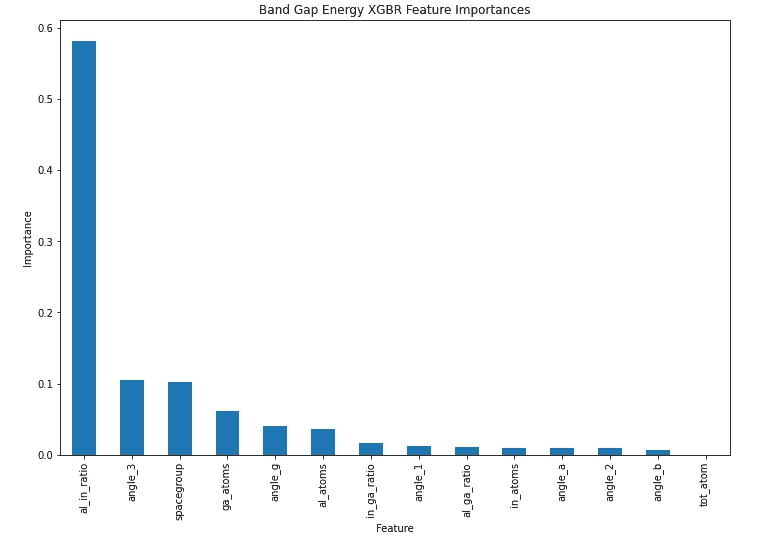 Band Gap Energy XGBR Feature Importances
0.6
0.5
0.4
0.3
0.2
0.1
0.0
Importance
al_in_ratio
angle_3
spacegroup
ga_atoms
angle_g
al_atoms
in_ga_ratio
angle_1
al_ga_ratio
in_atoms
angle_a
angle_2
angle_b
tot_atom
Feature